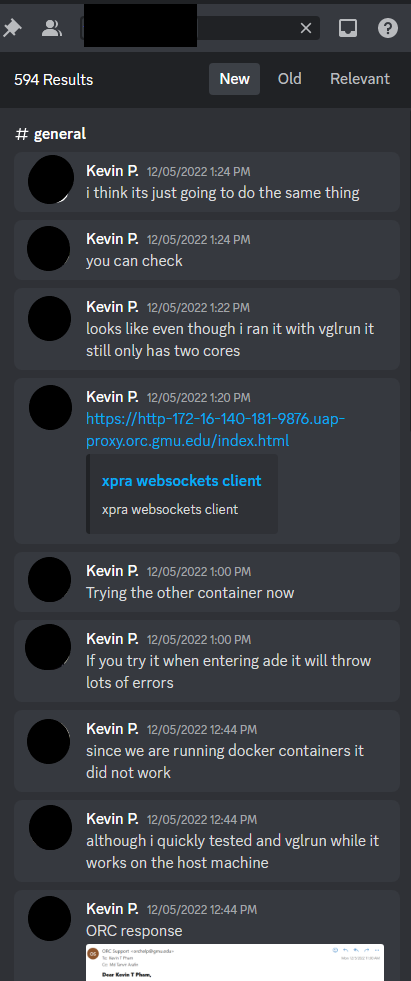 594 Results
New
Old
Relevant
# general
Kevin P. 12/05/2022 1:24 PM
i think its just going to do the same thing
Kevin P. 12/05/2022 1:24 PM
you can check
Kevin P. 12/05/2022 1:22 PM
looks like even though i ran it with vglrun it
still only has two cores
Kevin P. 12/05/2022 1:20 PM
https://http-172-16-140-181-9876.uap-
proxy.orc.gmu.edu/index.html
xpra websockets client
xpra websockets client
Kevin P. 12/05/2022 1:00 PM
Trying the other container now
Kevin P. 12/05/2022 1:00 PM
If you try it when entering ade it will throw
lots of errors
Kevin P. 12/05/2022 12:44 PM
since we are running docker containers it
did not work
Kevin P. 12/05/2022 12:44 PM
although i quickly tested and vglrun while it
works on the host machine
Kevin P. 12/05/2022 12:44 PM
ORC response
OS
ORC Support <orchelp@gmu.edu>
To: Kevin T Pham
Dear Kevin T Pham,